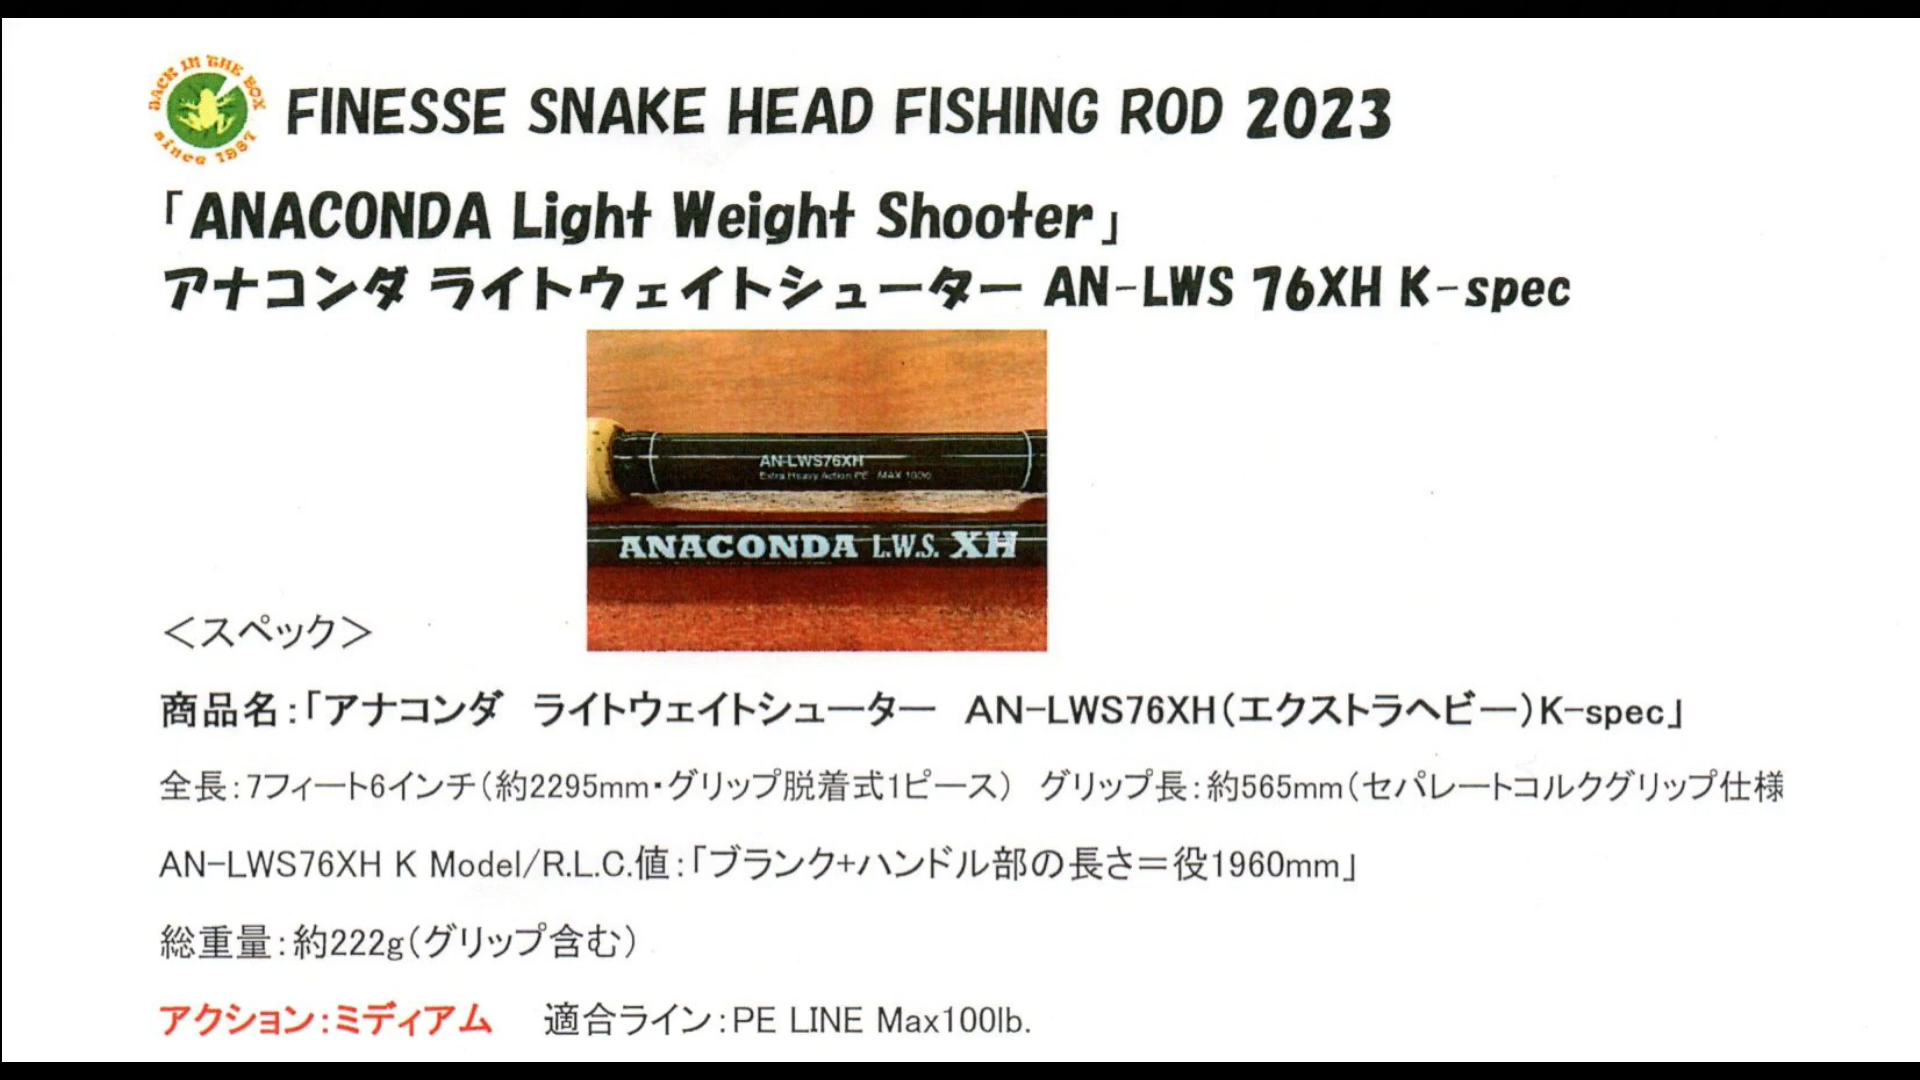 BACK IN THE BOX
since 1987
FINESSE SNAKE HEAD FISHING ROD 2023
「ANACONDA Light Weight Shooter」
アナコンダ ライトウェイトシューター AN-LWS 76XH K-spec
AN-LWS76XH
Extra Heavy Action PE MAX 100lb
ANACONDA L.W.S. XH
＜スペック＞
商品名:「アナコンダ ライトウェイトシューター AN-LWS76XH(エクストラヘビー)K-spec」
全長:7フィート6インチ(約2295mm・グリップ脱着式1ピース) グリップ長:約565mm(セパレートコルクグリップ仕様
AN-LWS76XH K Model/R.L.C.値:「ブランク+ハンドル部の長さ＝役1960mm」
総重量:約222g(グリップ含む)
アクション:ミディアム 適合ライン:PE LINE Max100lb.